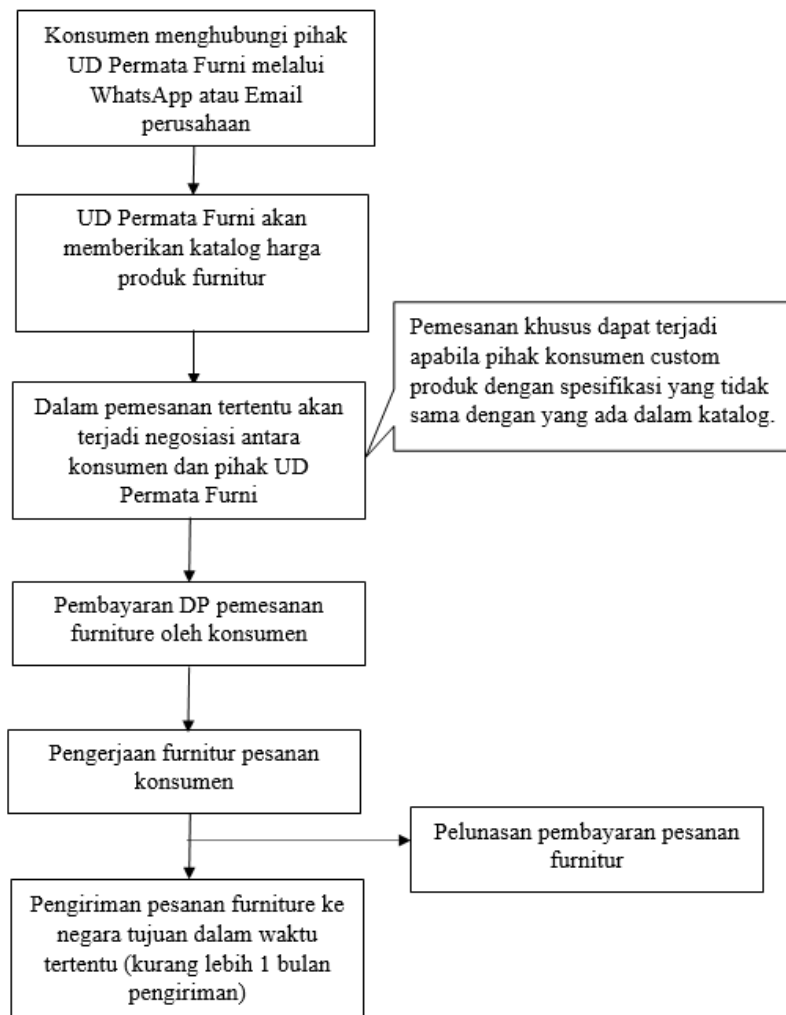 Konsumen menghubungi pihak
UD Permata Furni melalui
WhatsApp atau Email
perusahaan
UD Permata Furni akan
memberikan katalog harga
produk furnitur
Pemesanan khusus dapat terjadi
apabila pihak konsumen custom
produk dengan spesifikasi yang tidak
sama dengan yang ada dalam katalog.
Dalam pemesanan tertentu akan
terjadi negosiasi antara
konsumen dan pihak UD
Permata Furni
Pembayaran DP pemesanan
furniture oleh konsumen
Pengerjaan furnitur pesanan
konsumen
Pelunasan pembayaran pesanan
furnitur
Pengiriman pesanan furniture ke
negara tujuan dalam waktu
tertentu (kurang lebih 1 bulan
pengiriman)